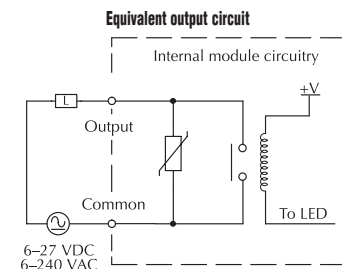 Equivalent output circuit
Internal module circuitry
+V
L
Output
Common
To LED
6–27 VDC
6–240 VAC